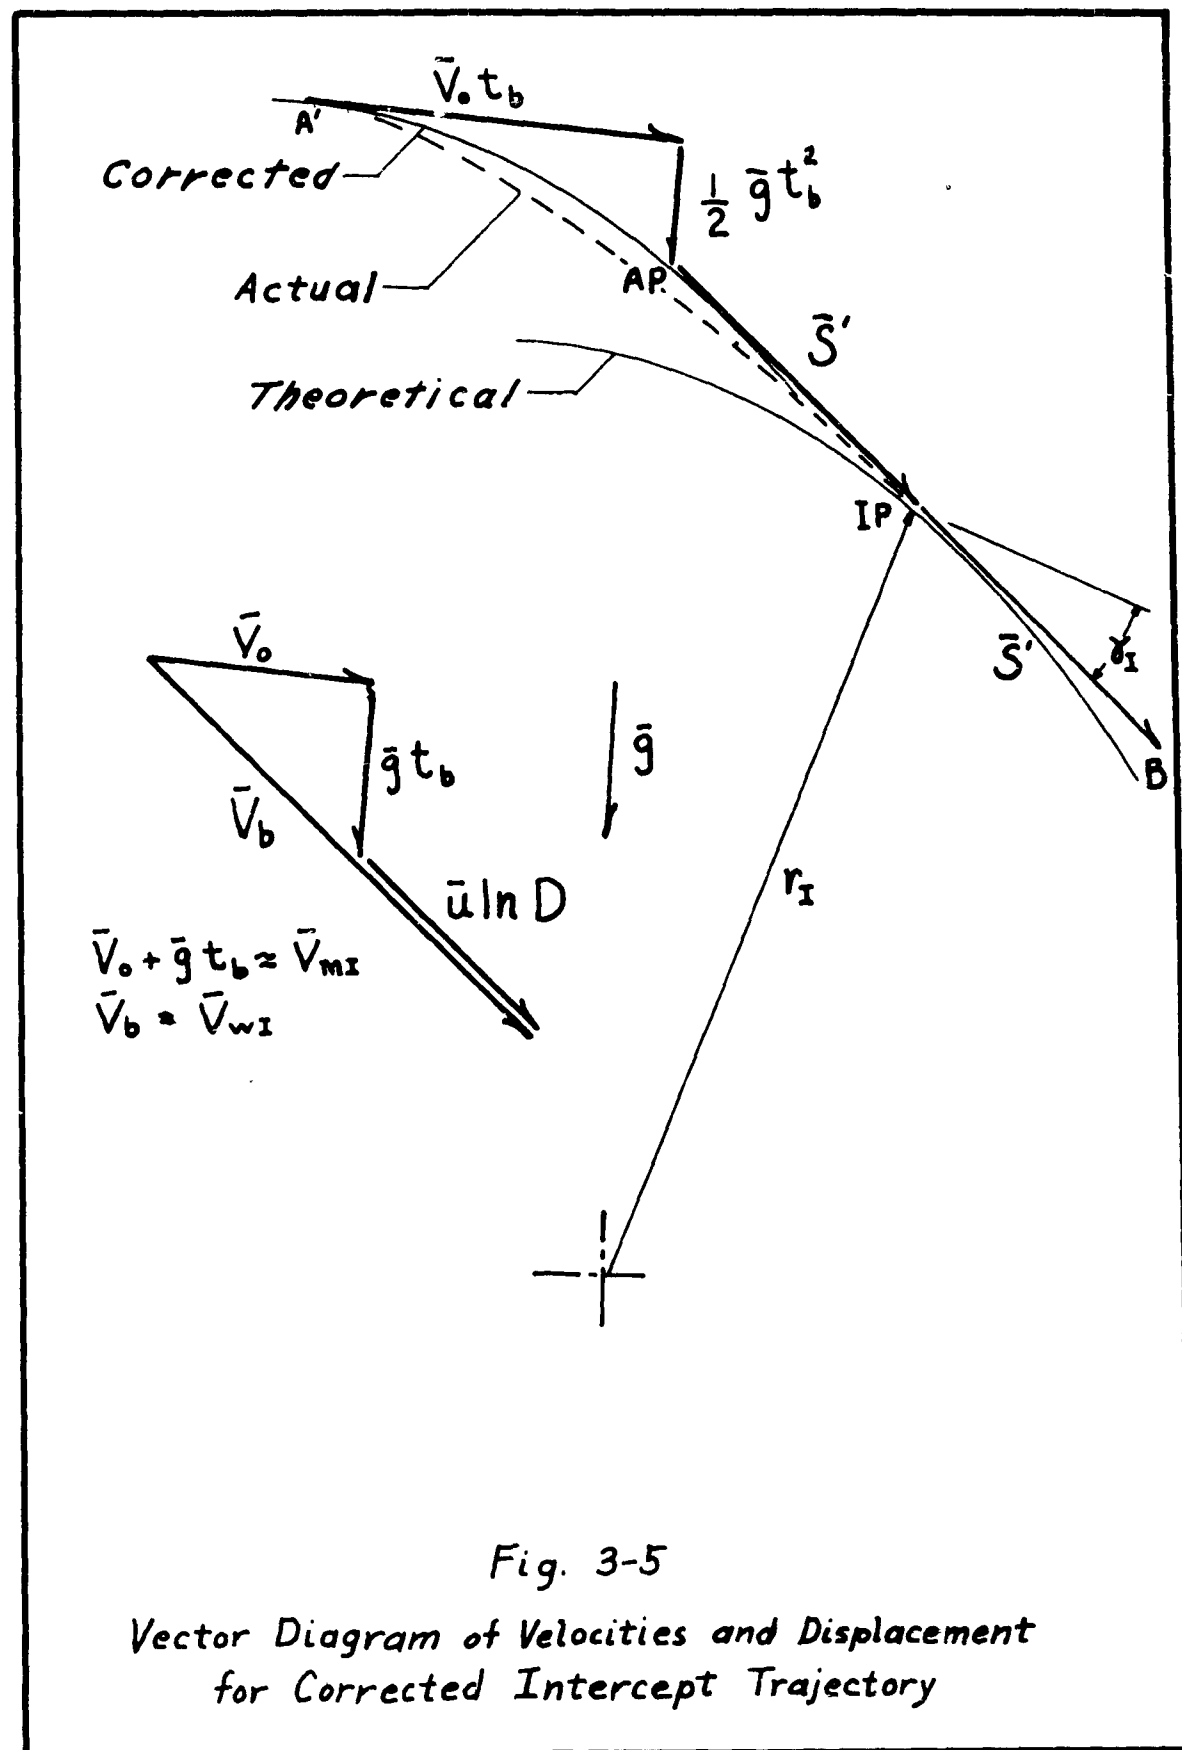 V̄₀ t_b
A'
Corrected
½ ḡ t_b²
Actual
AP.
S̄'
Theoretical
IP
V̄₀
S̄'
γ_I
ḡ t_b
ḡ
B
V̄_b
r_I
ū ln D
V̄₀ + ḡ t_b ≈ V̄_mI
V̄_b ≈ V̄_wI
Fig. 3-5
Vector Diagram of Velocities and Displacement
for Corrected Intercept Trajectory